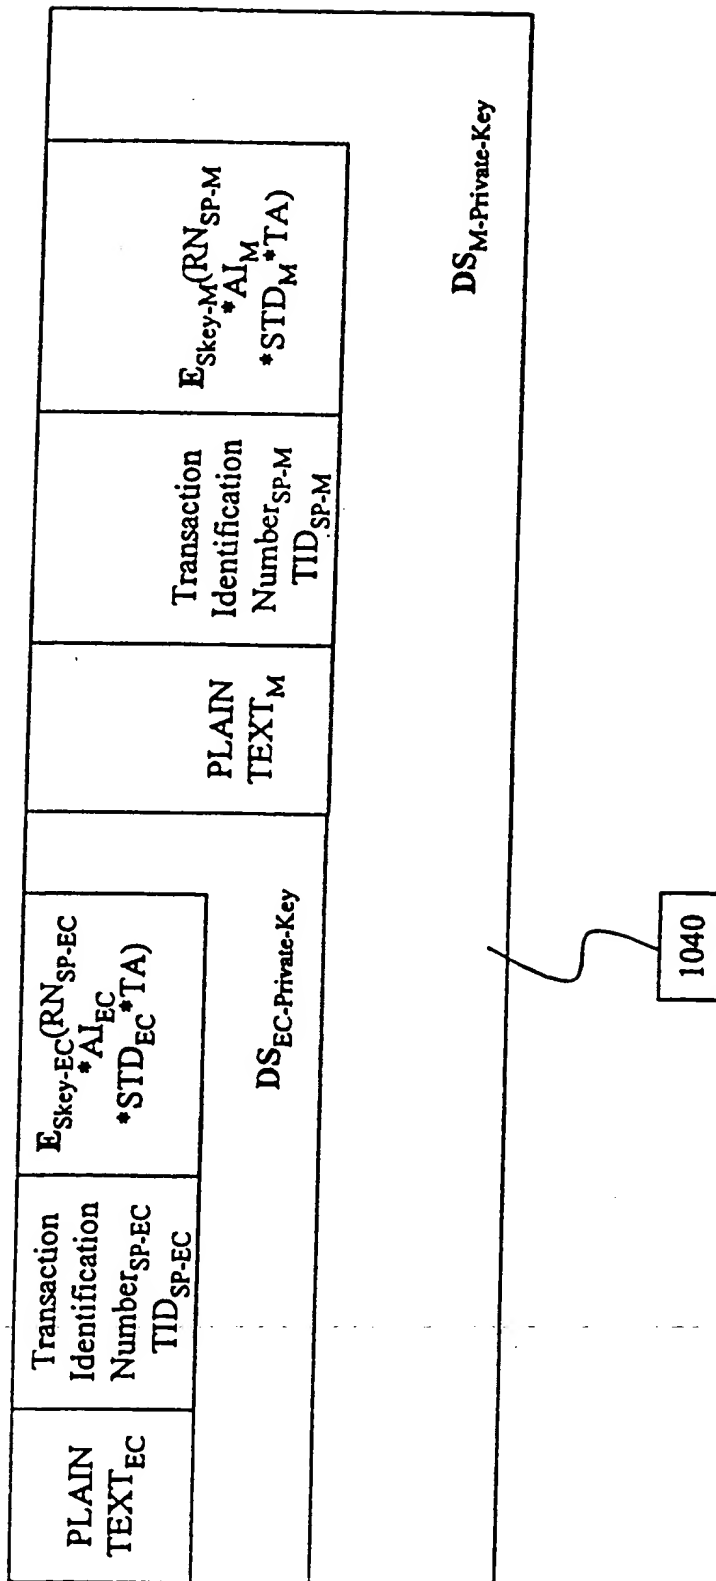 PLAIN
TEXT_EC
Transaction
Identification
Number_SP-EC
TID_SP-EC
E_Skey-EC(RN_SP-EC
*AI_EC
*STD_EC*TA)
DS_EC-Private-Key
PLAIN
TEXT_M
Transaction
Identification
Number_SP-M
TID_SP-M
E_Skey-M(RN_SP-M
*AI_M
*STD_M*TA)
DS_M-Private-Key
1040